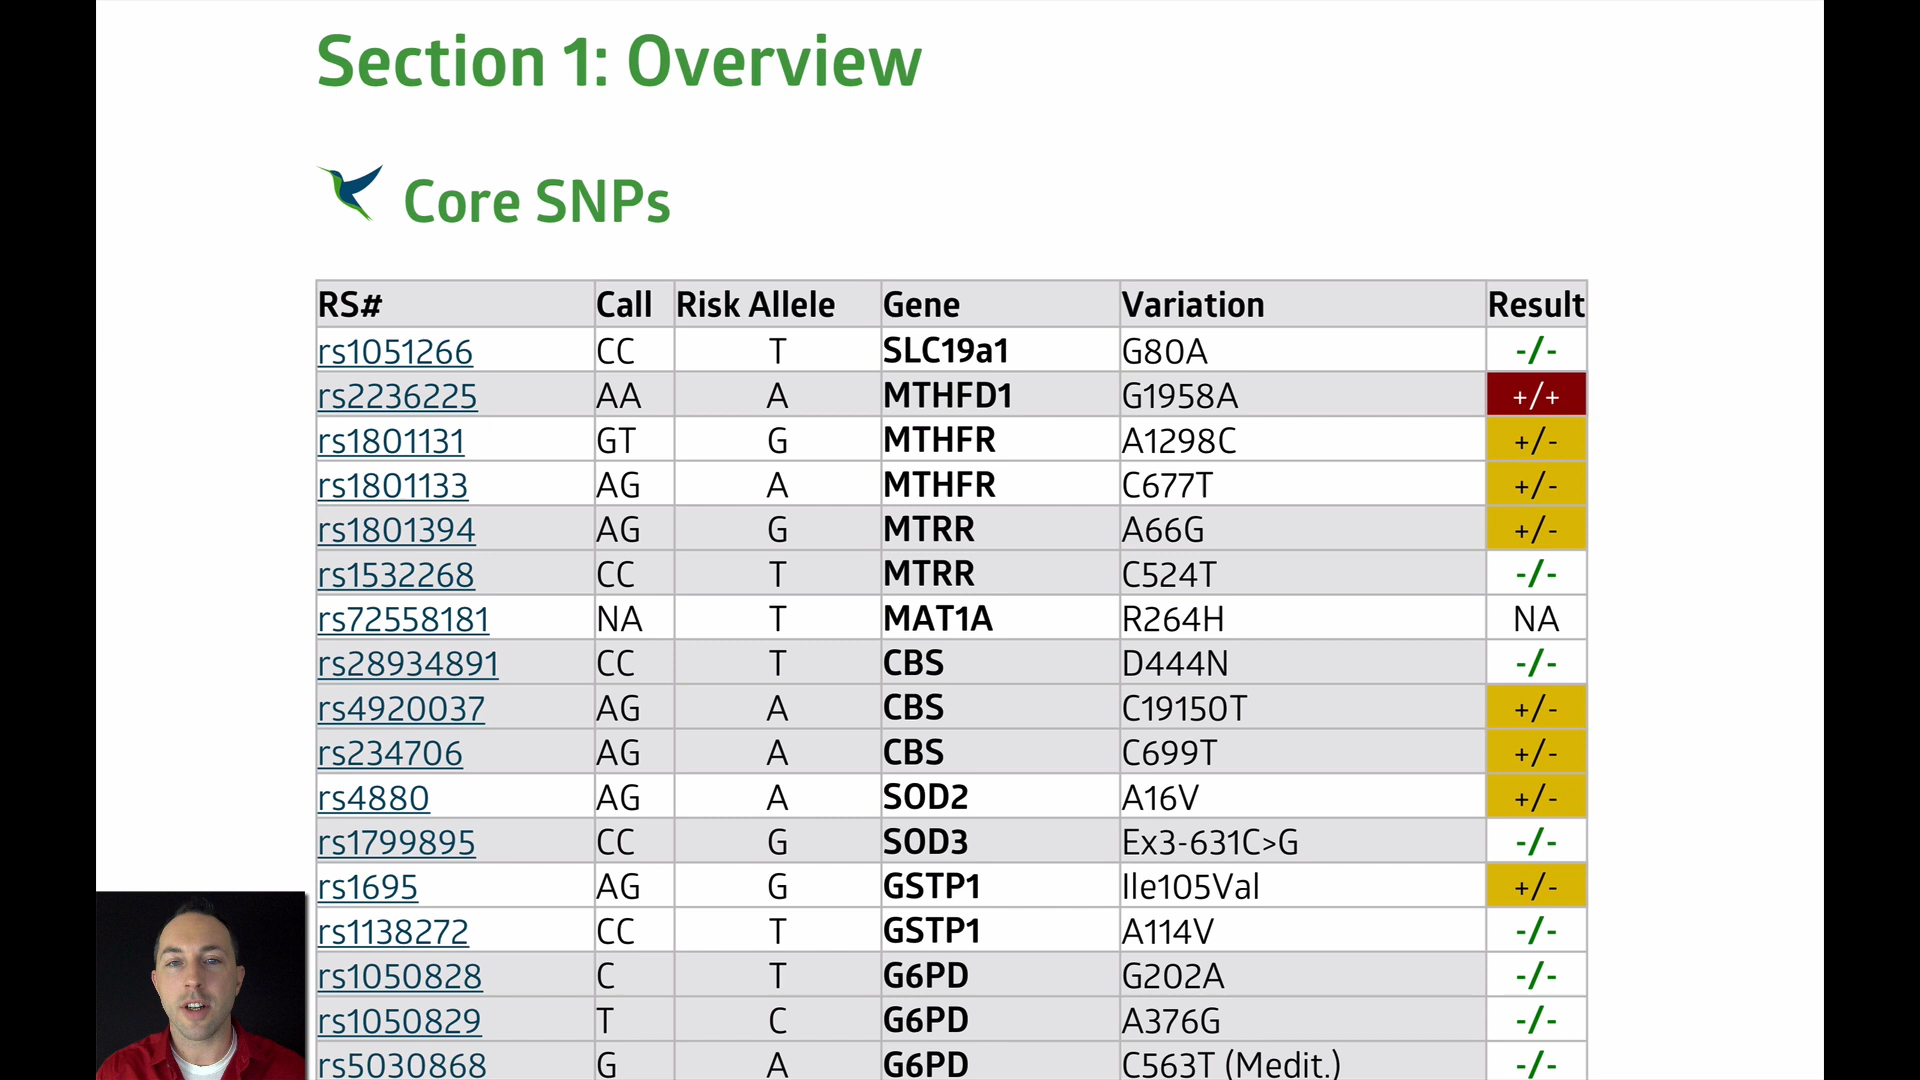 Section 1: Overview
Core SNPs
RS# Call Risk Allele Gene Variation Result
rs1051266 CC T SLC19a1 G80A -/-
rs2236225 AA A MTHFD1 G1958A +/+
rs1801131 GT G MTHFR A1298C +/-
rs1801133 AG A MTHFR C677T +/-
rs1801394 AG G MTRR A66G +/-
rs1532268 CC T MTRR C524T -/-
rs72558181 NA T MAT1A R264H NA
rs28934891 CC T CBS D444N -/-
rs4920037 AG A CBS C19150T +/-
rs234706 AG A CBS C699T +/-
rs4880 AG A SOD2 A16V +/-
rs1799895 CC G SOD3 Ex3-631C>G -/-
rs1695 AG G GSTP1 Ile105Val +/-
rs1138272 CC T GSTP1 A114V -/-
rs1050828 C T G6PD G202A -/-
rs1050829 T C G6PD A376G -/-
rs5030868 G A G6PD C563T (Medit.) -/-